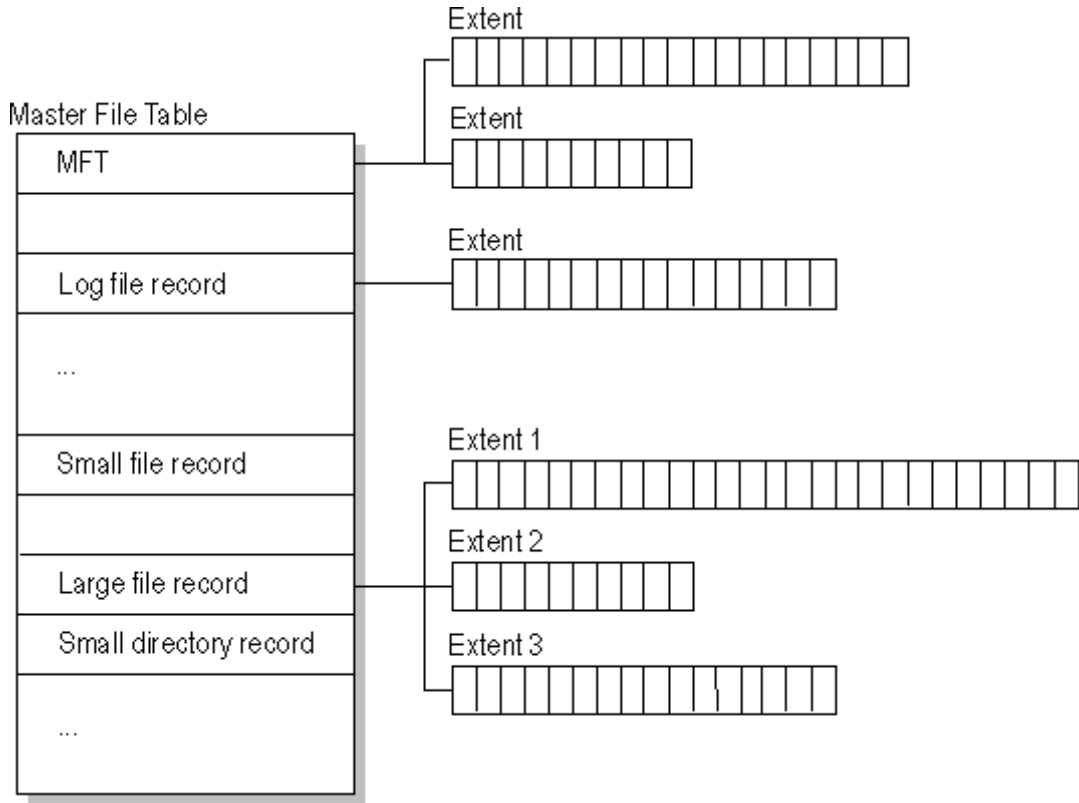 Extent
Master File Table
Extent
MFT
Extent
Log file record
...
Small file record
Extent 1
Extent 2
Large file record
Small directory record
Extent 3
...